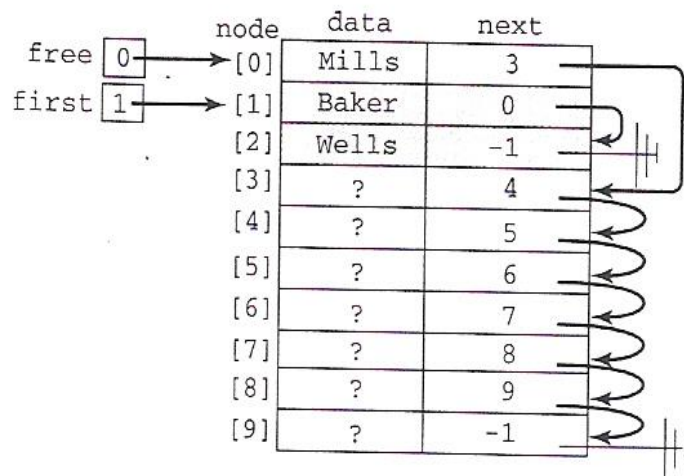 node data next
free 0 [0] Mills 3
first 1 [1] Baker 0
[2] Wells -1
[3] ? 4
[4] ? 5
[5] ? 6
[6] ? 7
[7] ? 8
[8] ? 9
[9] ? -1